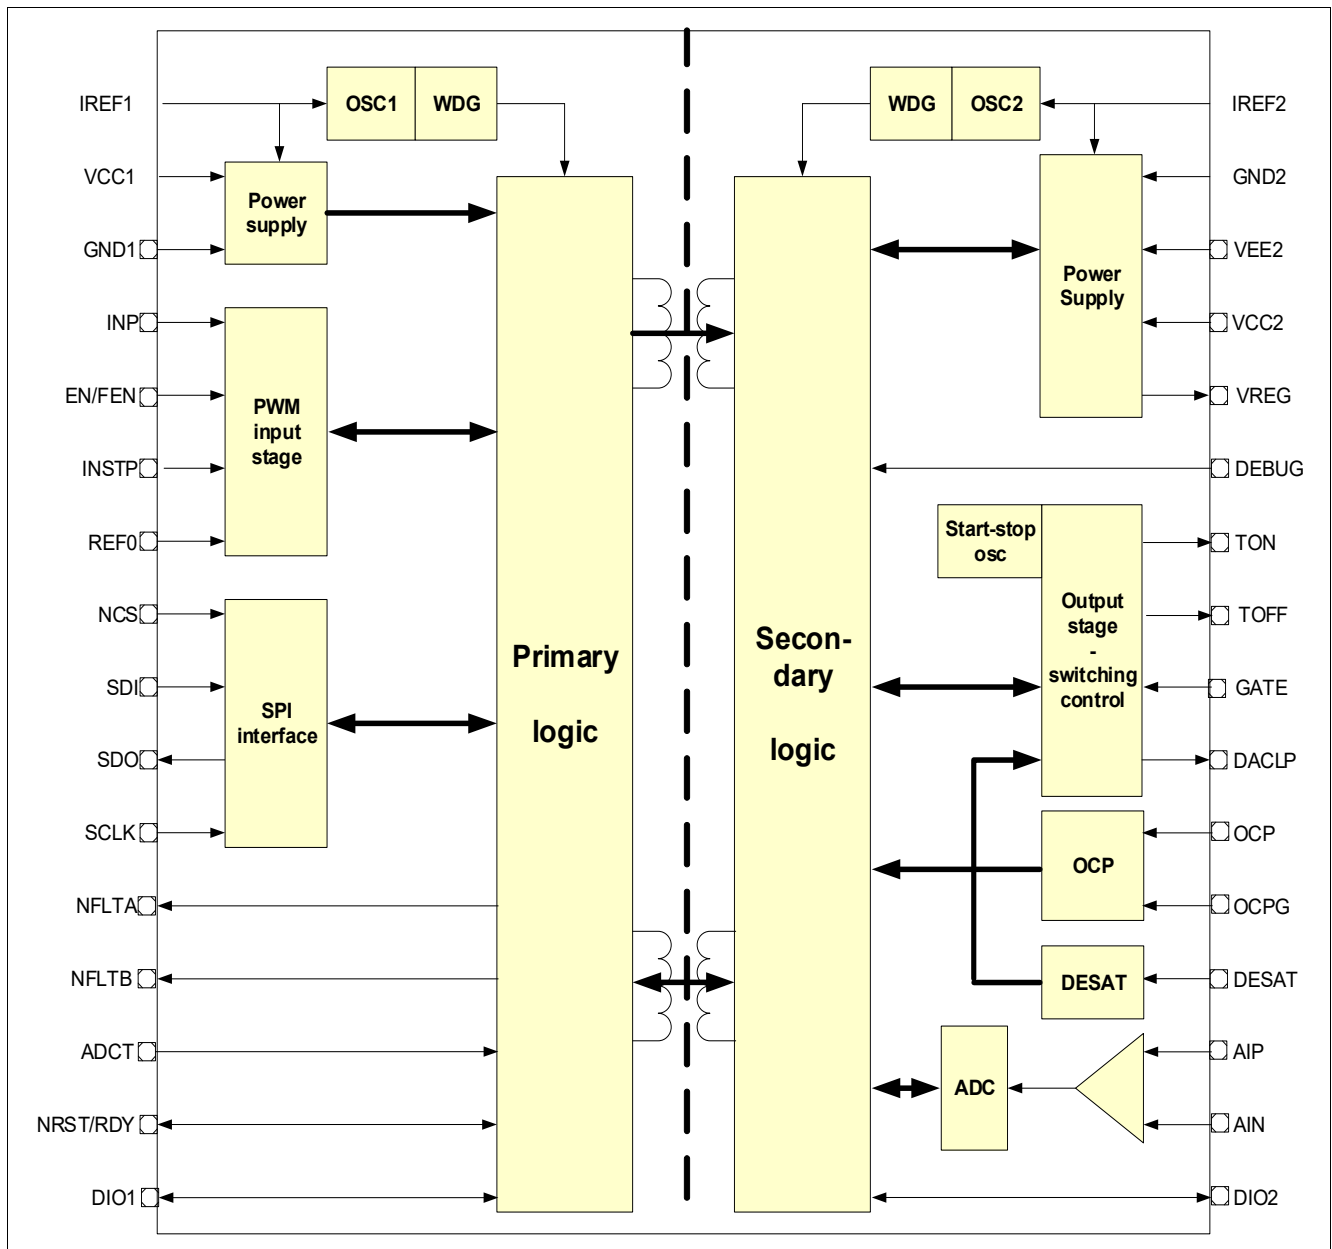 IREF1
OSC1
WDG
WDG
OSC2
IREF2
VCC1
Power
supply
GND1
GND2
VEE2
Power
Supply
VCC2
VREG
INP
EN/FEN
PWM
input
stage
INSTP
REF0
DEBUG
Start-stop
osc
TON
Output
stage
-
switching
control
TOFF
GATE
DACLP
NCS
SDI
SPI
interface
SDO
SCLK
Primary
logic
Secon-
dary
logic
OCP
OCP
OCPG
NFLTA
NFLTB
DESAT
DESAT
ADCT
ADC
AIP
AIN
NRST/RDY
DIO1
DIO2